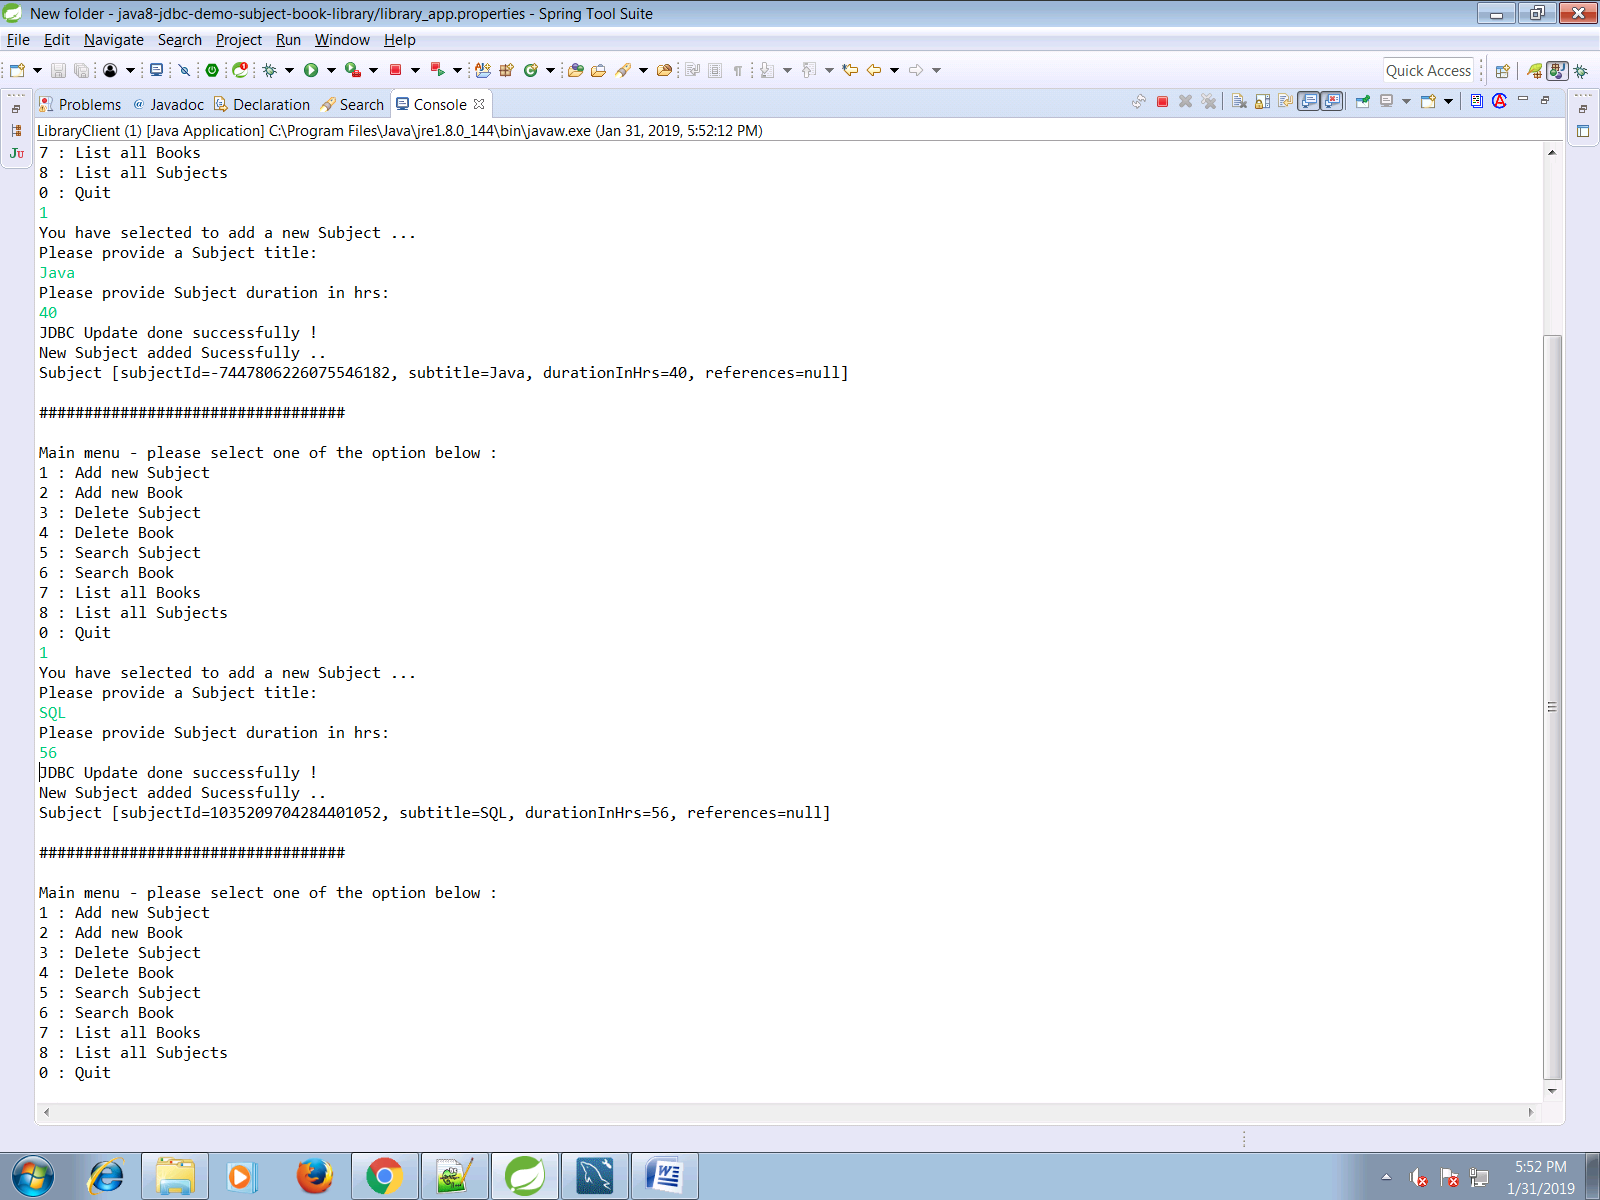 New folder - java8-jdbc-demo-subject-book-library/library_app.properties - Spring Tool Suite
File Edit Navigate Search Project Run Window Help
Quick Access
Problems @ Javadoc Declaration Search Console
Ju
LibraryClient (1) [Java Application] C:\Program Files\Java\jre1.8.0_144\bin\javaw.exe (Jan 31, 2019, 5:52:12 PM)
7 : List all Books
8 : List all Subjects
0 : Quit
1
You have selected to add a new Subject ...
Please provide a Subject title:
Java
Please provide Subject duration in hrs:
40
JDBC Update done successfully !
New Subject added Sucessfully ..
Subject [subjectId=-7447806226075546182, subtitle=Java, durationInHrs=40, references=null]
##################################
Main menu - please select one of the option below :
1 : Add new Subject
2 : Add new Book
3 : Delete Subject
4 : Delete Book
5 : Search Subject
6 : Search Book
7 : List all Books
8 : List all Subjects
0 : Quit
1
You have selected to add a new Subject ...
Please provide a Subject title:
SQL
Please provide Subject duration in hrs:
56
JDBC Update done successfully !
New Subject added Sucessfully ..
Subject [subjectId=1035209704284401052, subtitle=SQL, durationInHrs=56, references=null]
##################################
Main menu - please select one of the option below :
1 : Add new Subject
2 : Add new Book
3 : Delete Subject
4 : Delete Book
5 : Search Subject
6 : Search Book
7 : List all Books
8 : List all Subjects
0 : Quit
5:52 PM
1/31/2019